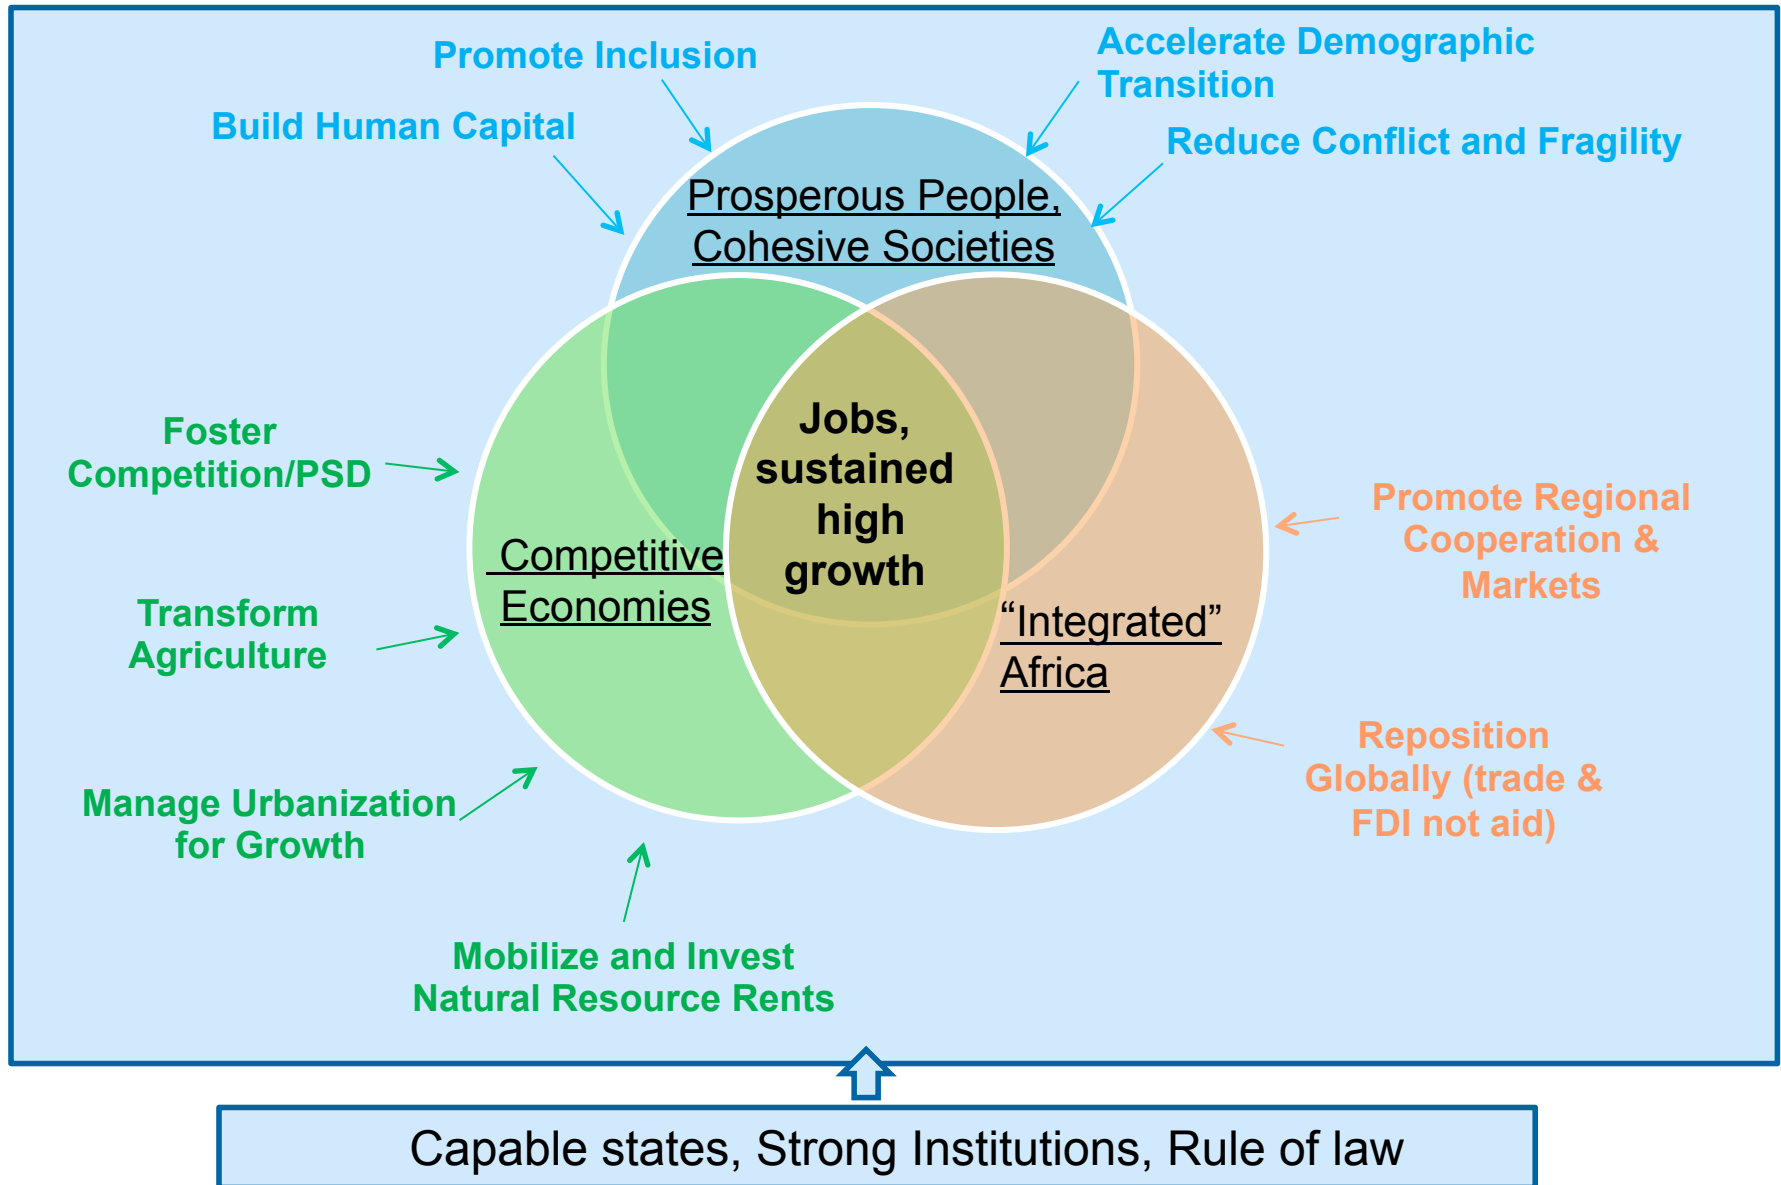 Promote Inclusion
Accelerate Demographic
Transition
Build Human Capital
Reduce Conflict and Fragility
Prosperous People,
Cohesive Societies
Foster
Competition/PSD
Jobs,
sustained
high
growth
Promote Regional
Cooperation &
Markets
Competitive
Economies
Transform
Agriculture
“Integrated”
Africa
Reposition
Globally (trade &
FDI not aid)
Manage Urbanization
for Growth
Mobilize and Invest
Natural Resource Rents
Capable states, Strong Institutions, Rule of law